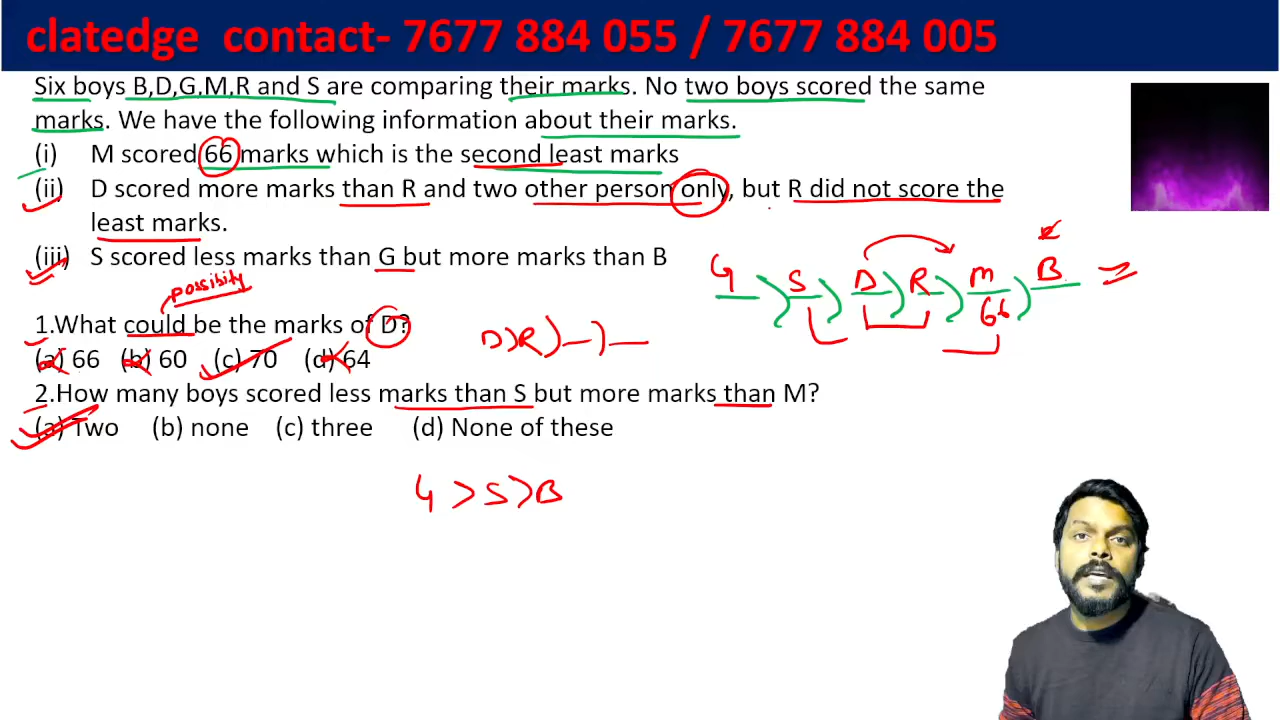 clatedge contact- 7677 884 055 / 7677 884 005
Six boys B,D,G,M,R and S are comparing their marks. No two boys scored the same
marks. We have the following information about their marks.
(i) M scored 66 marks which is the second least marks
(ii) D scored more marks than R and two other person only, but R did not score the
least marks.
(iii) S scored less marks than G but more marks than B
G > S > D > R > M > B
66
possibity
1.What could be the marks of D?
(a) 66 (b) 60 (c) 70 (d) 64
D>R>_>_
2.How many boys scored less marks than S but more marks than M?
(a) Two (b) none (c) three (d) None of these
G > S > B